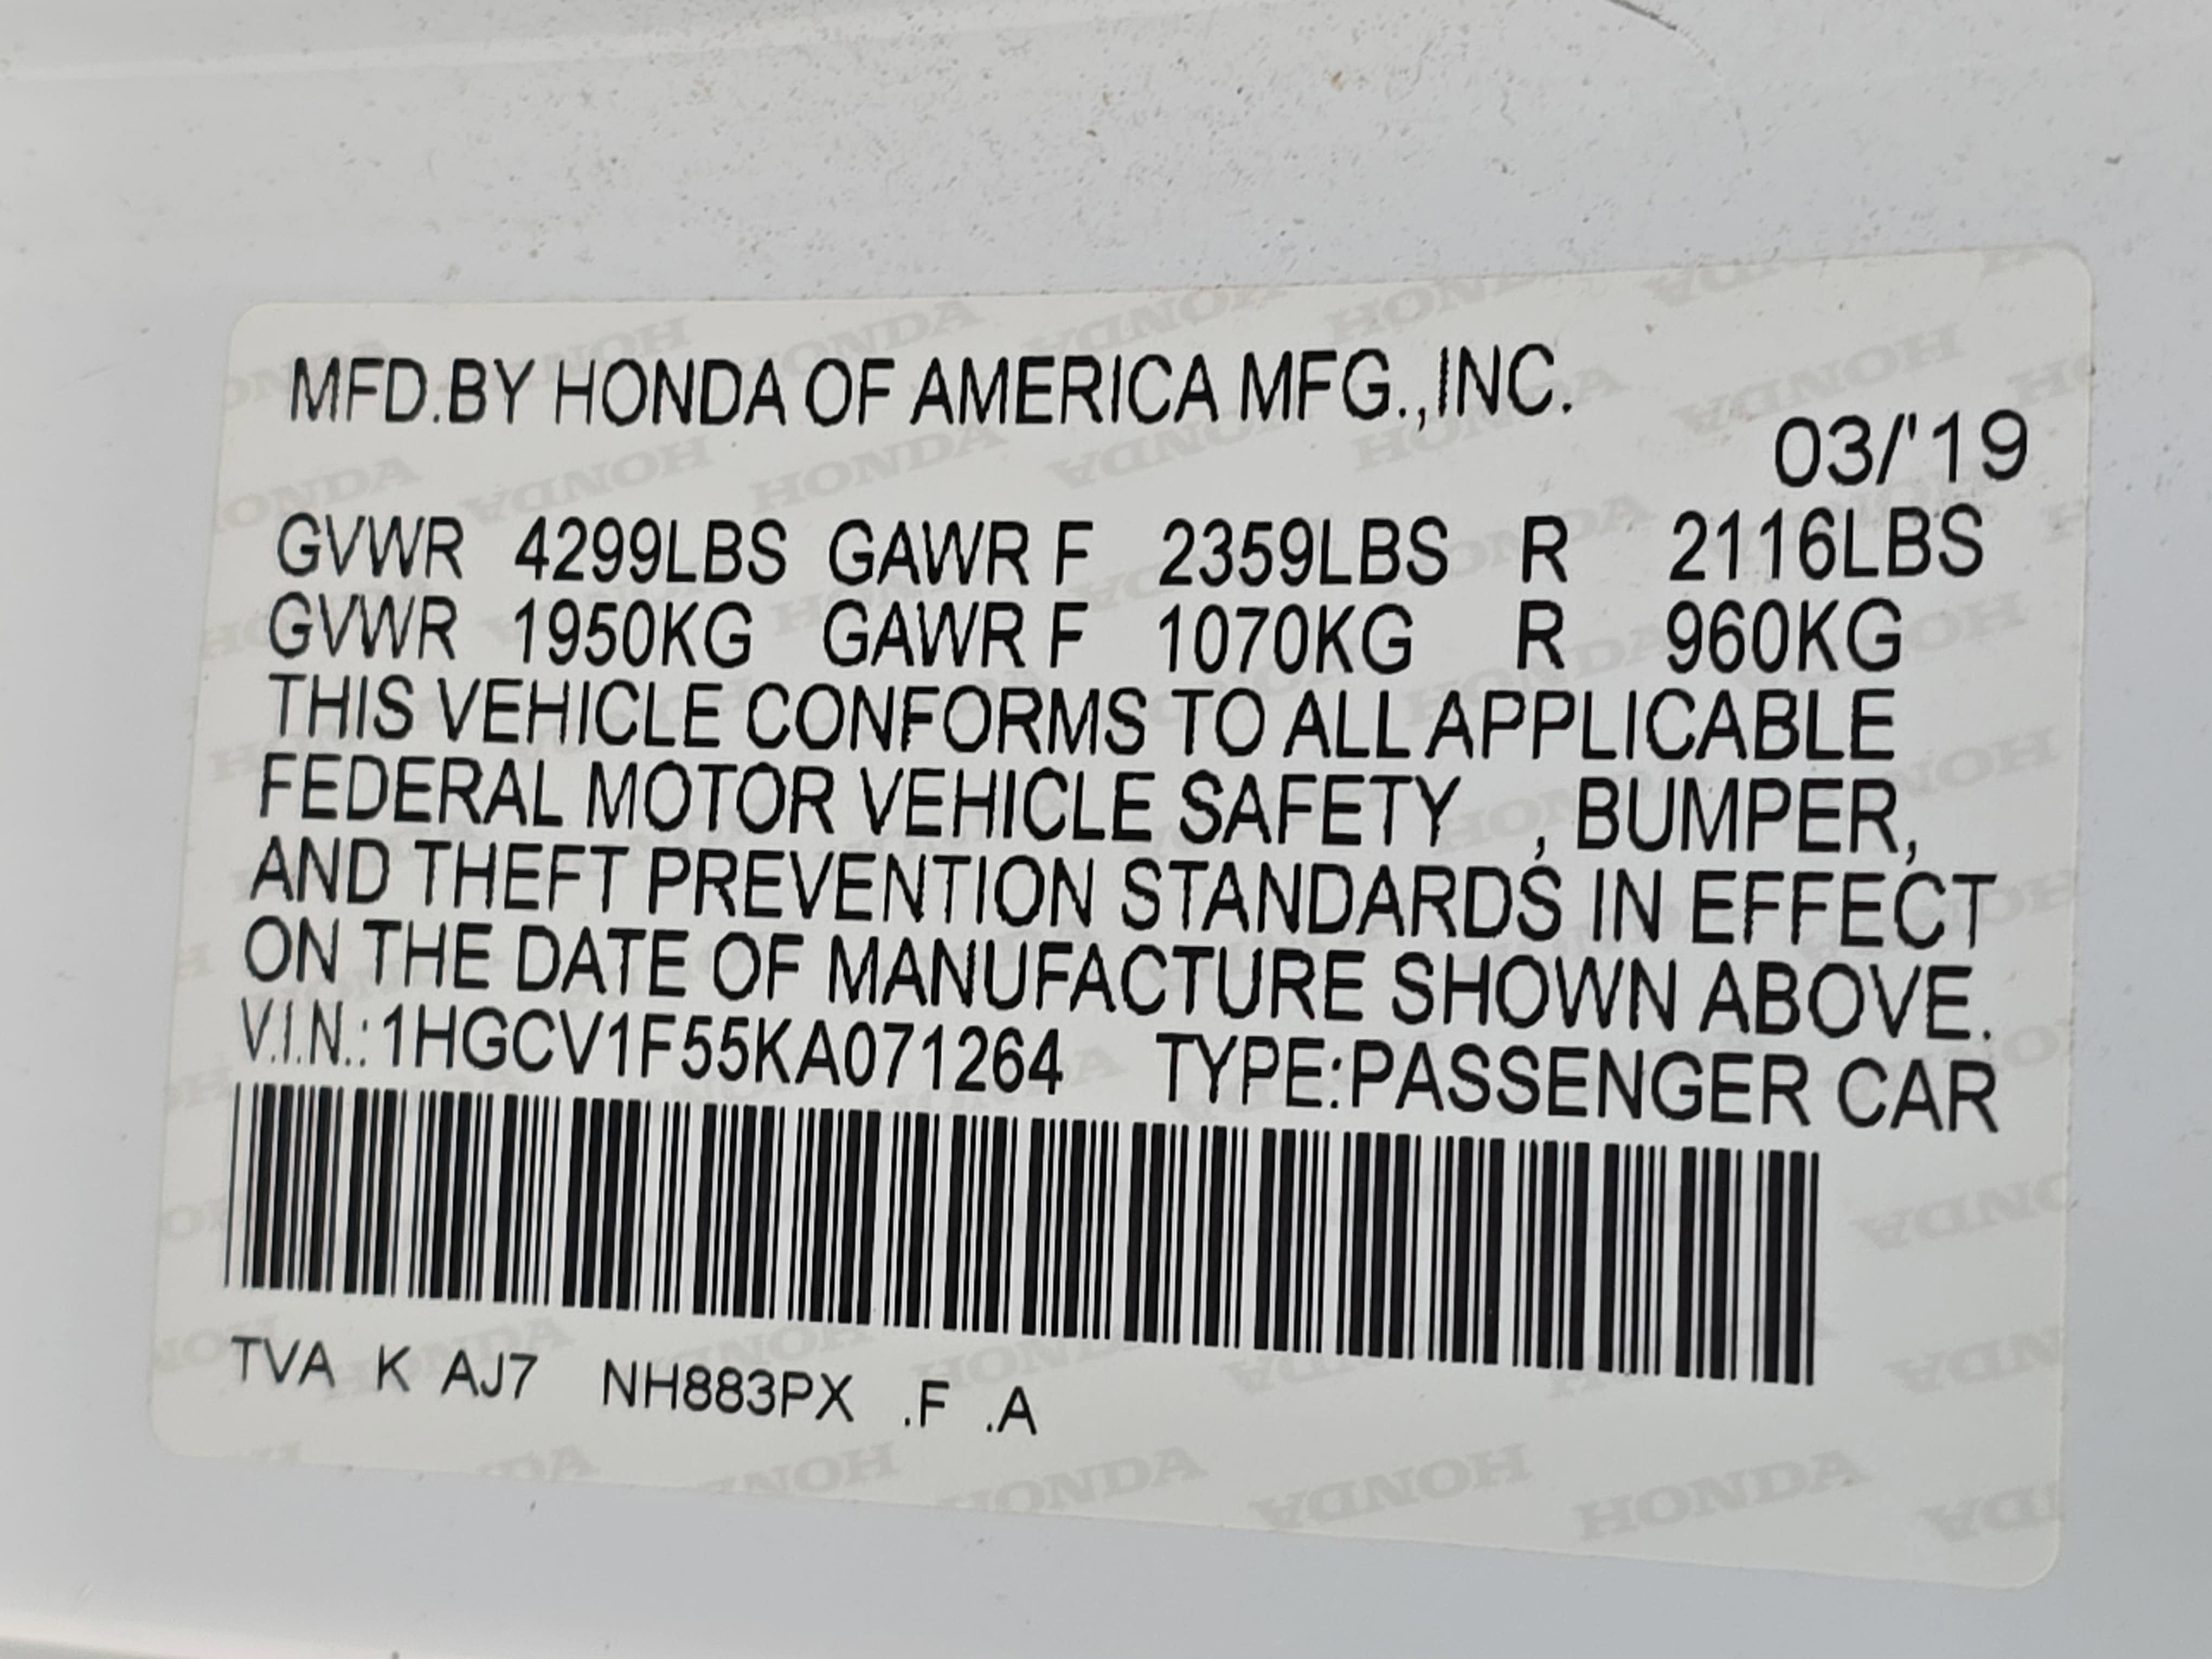 MFD.BY HONDA OF AMERICA MFG.,INC.
03/'19
GVWR 4299LBS GAWR F 2359LBS R 2116LBS
GVWR 1950KG GAWR F 1070KG R 960KG
THIS VEHICLE CONFORMS TO ALL APPLICABLE
FEDERAL MOTOR VEHICLE SAFETY , BUMPER,
AND THEFT PREVENTION STANDARDS IN EFFECT
ON THE DATE OF MANUFACTURE SHOWN ABOVE.
V.I.N.:1HGCV1F55KA071264 TYPE:PASSENGER CAR
TVA K AJ7 NH883PX .F .A